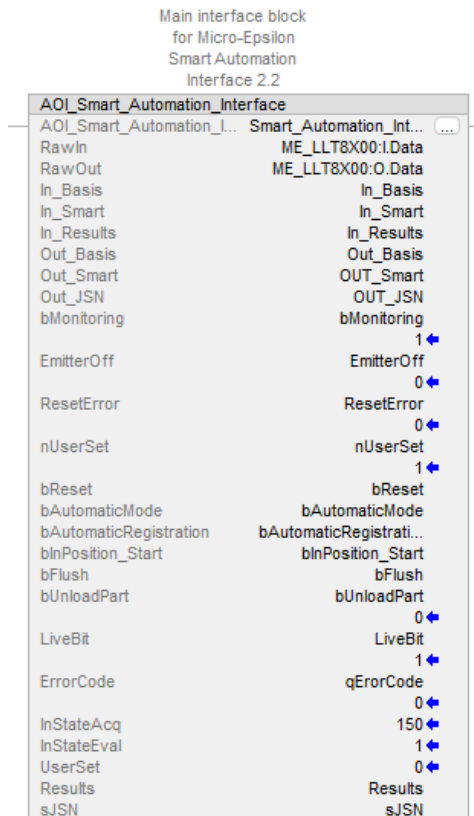 Main interface block
for Micro-Epsilon
Smart Automation
Interface 2.2
AOI_Smart_Automation_Interface
AOI_Smart_Automation_I... Smart_Automation_Int... ...
RawIn ME_LLT8X00:I.Data
RawOut ME_LLT8X00:O.Data
In_Basis In_Basis
In_Smart In_Smart
In_Results In_Results
Out_Basis Out_Basis
Out_Smart OUT_Smart
Out_JSN OUT_JSN
bMonitoring bMonitoring
1
EmitterOff EmitterOff
0
ResetError ResetError
0
nUserSet nUserSet
1
bReset bReset
bAutomaticMode bAutomaticMode
bAutomaticRegistration bAutomaticRegistrati...
bInPosition_Start bInPosition_Start
bFlush bFlush
bUnloadPart bUnloadPart
0
LiveBit LiveBit
1
ErrorCode qErorCode
0
InStateAcq 150
InStateEval 1
UserSet 0
Results Results
sJSN sJSN